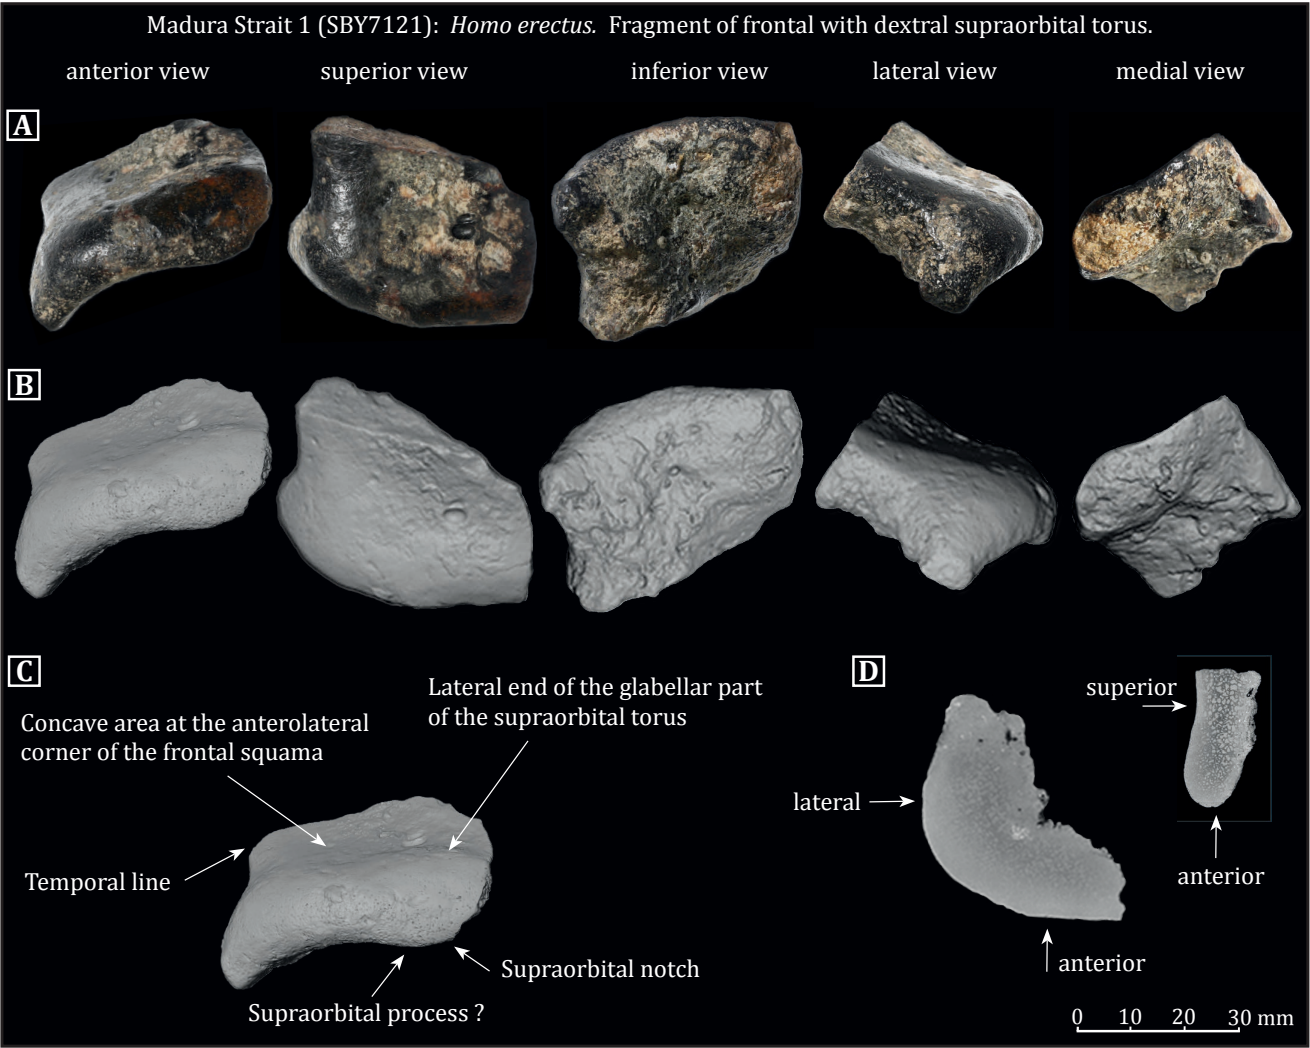 Madura Strait 1 (SBY7121): Homo erectus. Fragment of frontal with dextral supraorbital torus.
anterior view superior view inferior view lateral view medial view
A
B
C
Concave area at the anterolateral
corner of the frontal squama
Lateral end of the glabellar part
of the supraorbital torus
Temporal line
Supraorbital notch
Supraorbital process ?
D
superior
lateral
anterior
anterior
0 10 20 30 mm